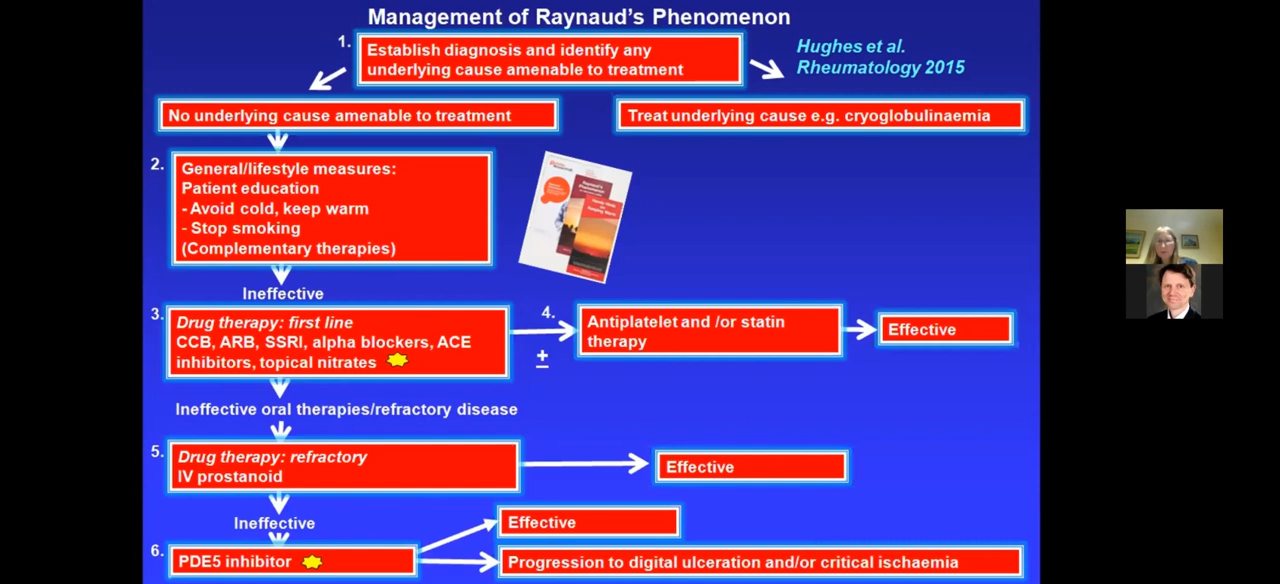 Management of Raynaud's Phenomenon
1.
Establish diagnosis and identify any
underlying cause amenable to treatment
Hughes et al.
Rheumatology 2015
No underlying cause amenable to treatment
Treat underlying cause e.g. cryoglobulinaemia
2.
General/lifestyle measures:
Patient education
- Avoid cold, keep warm
- Stop smoking
(Complementary therapies)
Raynaud's
Phenomenon
Ineffective
3.
Drug therapy: first line
CCB, ARB, SSRI, alpha blockers, ACE
inhibitors, topical nitrates
4.
±
Antiplatelet and /or statin
therapy
Effective
Ineffective oral therapies/refractory disease
5.
Drug therapy: refractory
IV prostanoid
Effective
Ineffective
Effective
6.
PDE5 inhibitor
Progression to digital ulceration and/or critical ischaemia